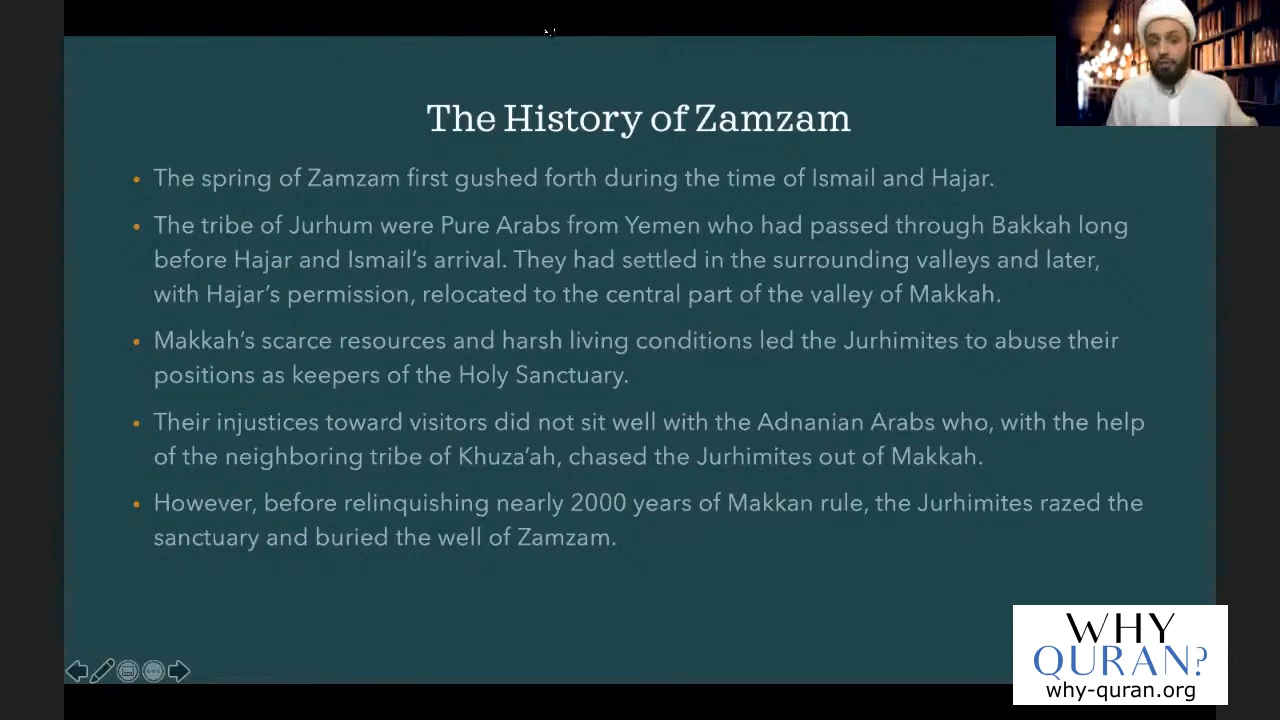 The History of Zamzam
The spring of Zamzam first gushed forth during the time of Ismail and Hajar.
The tribe of Jurhum were Pure Arabs from Yemen who had passed through Bakkah long
before Hajar and Ismail's arrival. They had settled in the surrounding valleys and later,
with Hajar's permission, relocated to the central part of the valley of Makkah.
Makkah's scarce resources and harsh living conditions led the Jurhimites to abuse their
positions as keepers of the Holy Sanctuary.
Their injustices toward visitors did not sit well with the Adnanian Arabs who, with the help
of the neighboring tribe of Khuza'ah, chased the Jurhimites out of Makkah.
However, before relinquishing nearly 2000 years of Makkan rule, the Jurhimites razed the
sanctuary and buried the well of Zamzam.
WHY
QURAN?
why-quran.org